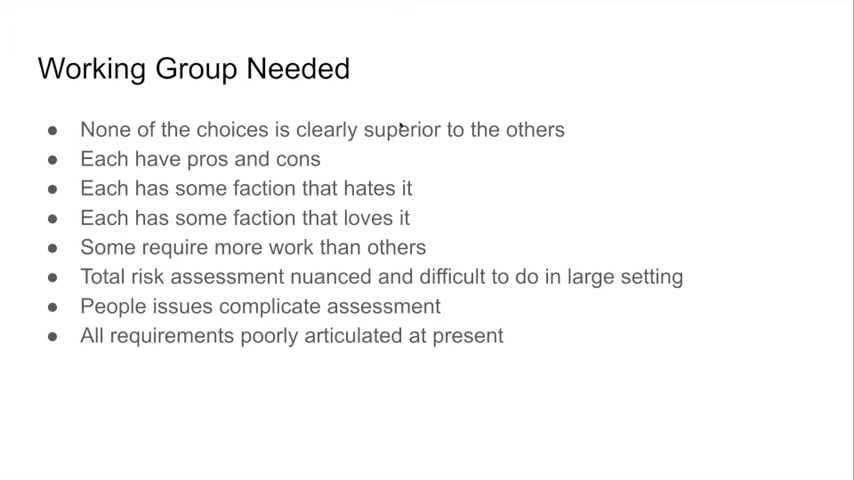 Working Group Needed
● None of the choices is clearly superior to the others
● Each have pros and cons
● Each has some faction that hates it
● Each has some faction that loves it
● Some require more work than others
● Total risk assessment nuanced and difficult to do in large setting
● People issues complicate assessment
● All requirements poorly articulated at present